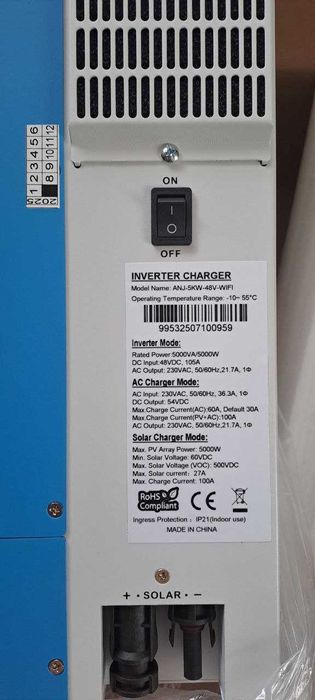 ON
I
O
OFF
2025
1 2 3 4 5 6
8 9 10 11 12
INVERTER CHARGER
Model Name: ANJ-5KW-48V-WIFI
Operating Temperature Range: -10~ 55°C
99532507100959
Inverter Mode:
Rated Power:5000VA/5000W
DC Input:48VDC, 105A
AC Output: 230VAC, 50/60Hz,21.7A, 1Φ
AC Charger Mode:
AC Input: 230VAC, 50/60Hz, 36.3A, 1Φ
DC Output: 54VDC
Max.Charge Current(AC):60A, Default 30A
Max.Charge Current(PV+AC):100A
AC Output: 230VAC, 50/60Hz,21.7A, 1Φ
Solar Charger Mode:
Max. PV Array Power: 5000W
Min. Solar Voltage: 60VDC
Max. Solar Voltage (VOC): 500VDC
Max. Solar current: 27A
Max. Charge Current: 100A
RoHS
Compliant
CE
Ingress Protection : IP21(indoor use)
MADE IN CHINA
+ • SOLAR • −